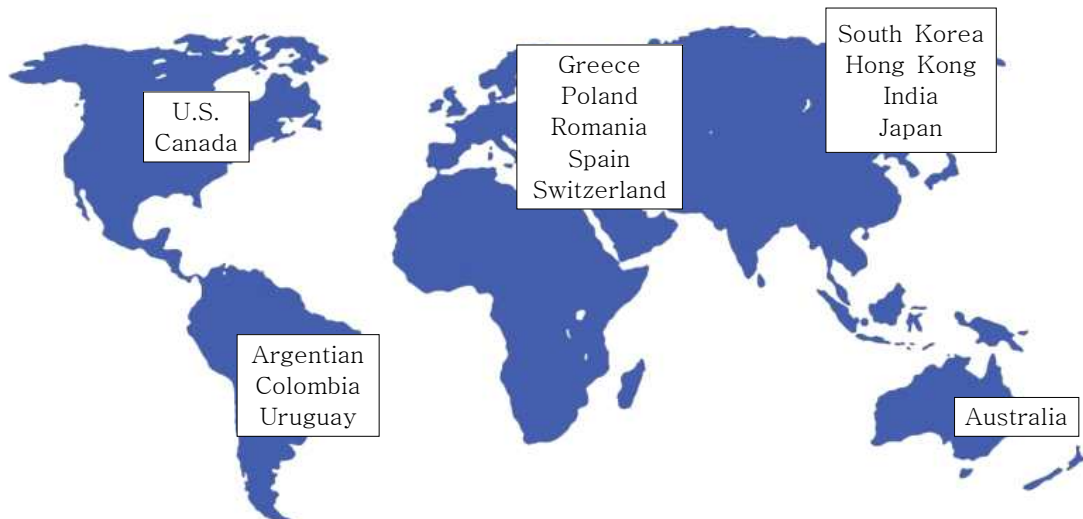 U.S.
Canada
Greece
Poland
Romania
Spain
Switzerland
South Korea
Hong Kong
India
Japan
Argentian
Colombia
Uruguay
Australia